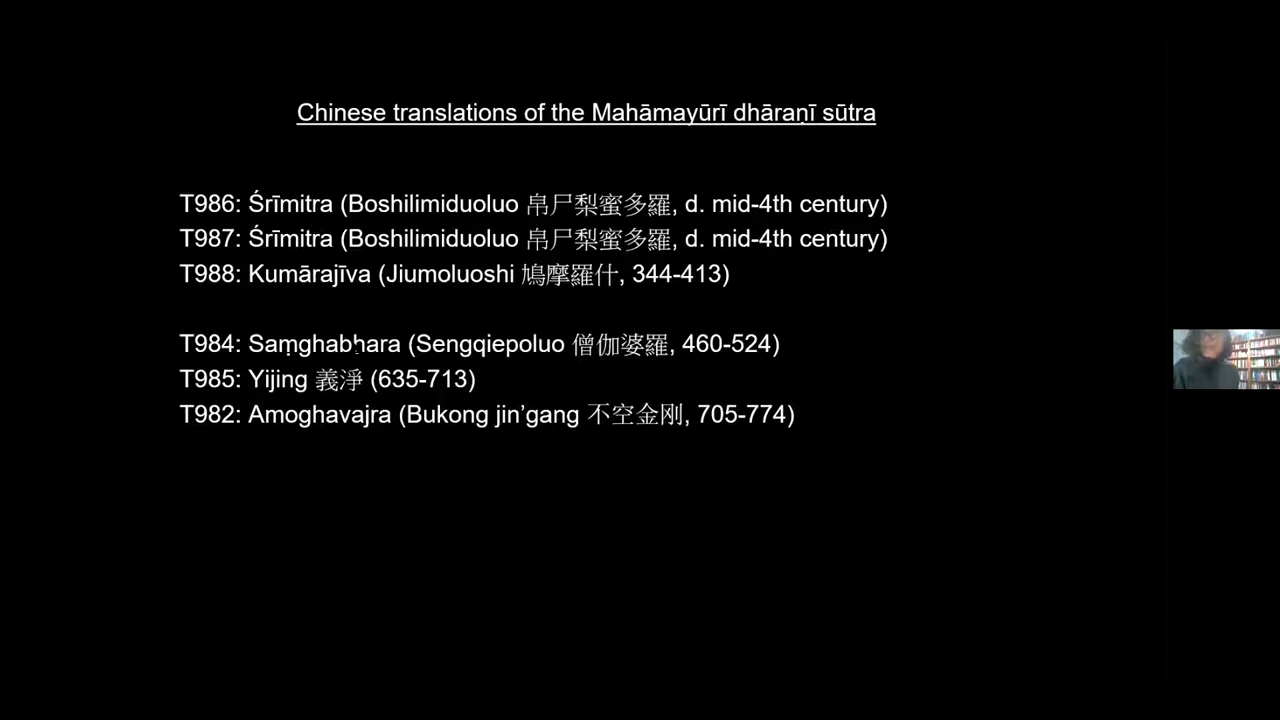 Chinese translations of the Mahāmayūrī dhāraṇī sūtra
T986: Śrīmitra (Boshilimiduoluo 帛尸梨蜜多羅, d. mid-4th century)
T987: Śrīmitra (Boshilimiduoluo 帛尸梨蜜多羅, d. mid-4th century)
T988: Kumārajīva (Jiumoluoshi 鳩摩羅什, 344-413)
T984: Saṃghabhara (Sengqiepoluo 僧伽婆羅, 460-524)
T985: Yijing 義淨 (635-713)
T982: Amoghavajra (Bukong jin’gang 不空金剛, 705-774)